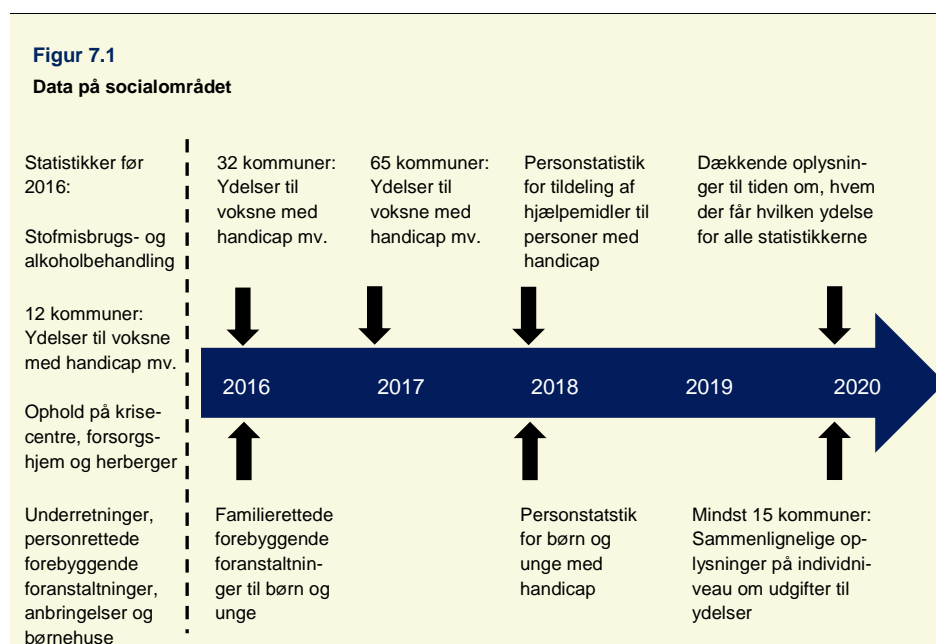 Figur 7.1
Data på socialområdet
Statistikker før
2016:
Stofmisbrugs- og
alkoholbehandling
12 kommuner:
Ydelser til voksne
med handicap mv.
Ophold på krise-
centre, forsorgs-
hjem og herberger
Underretninger,
personrettede
forebyggende
foranstaltninger,
anbringelser og
børnehuse
32 kommuner:
Ydelser til
voksne med
handicap mv.
65 kommuner:
Ydelser til
voksne med
handicap mv.
Personstatistik
for tildeling af
hjælpemidler til
personer med
handicap
Dækkende oplysnin-
ger til tiden om, hvem
der får hvilken ydelse
for alle statistikkerne
2016 2017 2018 2019 2020
Familierettede
forebyggende
foranstaltnin-
ger til børn og
unge
Personstatstik
for børn og
unge med
handicap
Mindst 15 kommuner:
Sammenlignelige op-
lysninger på individni-
veau om udgifter til
ydelser